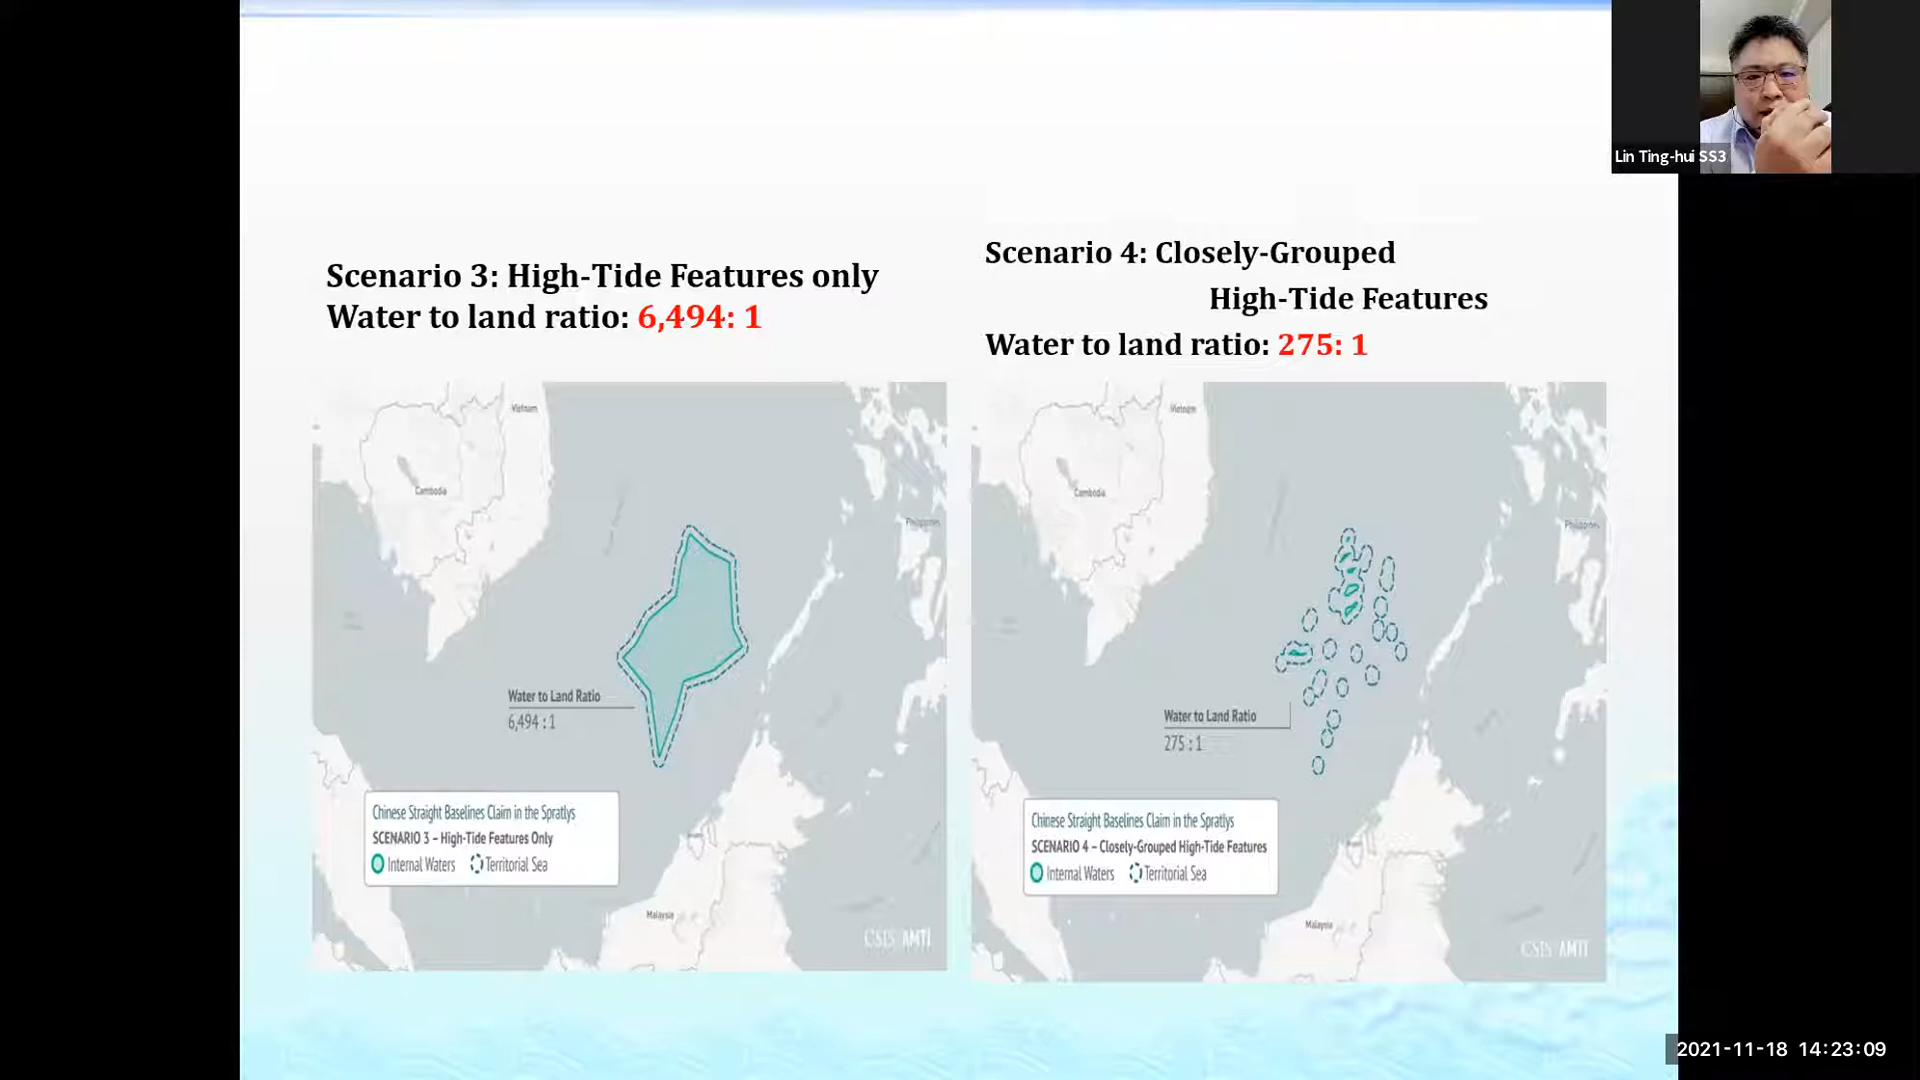 Lin Ting-hui SS3
Scenario 3: High-Tide Features only
Water to land ratio: 6,494: 1
Scenario 4: Closely-Grouped
High-Tide Features
Water to land ratio: 275: 1
Vietnam
Cambodia
Philippines
Water to Land Ratio
6,494 : 1
Chinese Straight Baselines Claim in the Spratlys
SCENARIO 3 – High-Tide Features Only
Internal Waters Territorial Sea
Malaysia
CSIS AMTI
Vietnam
Cambodia
Philippines
Water to Land Ratio
275 : 1
Chinese Straight Baselines Claim in the Spratlys
SCENARIO 4 – Closely-Grouped High-Tide Features
Internal Waters Territorial Sea
Malaysia
CSIS AMTI
2021-11-18 14:23:09